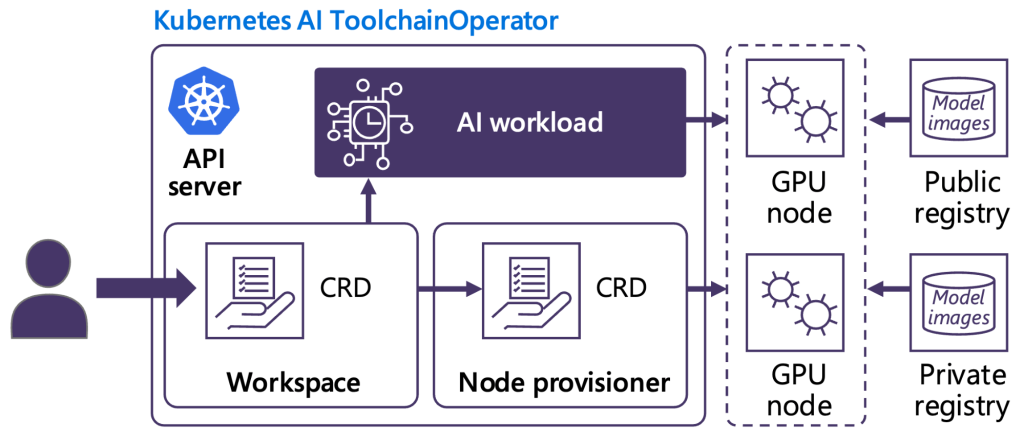 Kubernetes AI ToolchainOperator
API
server
AI workload
CRD
Workspace
CRD
Node provisioner
GPU
node
GPU
node
Model
images
Public
registry
Model
images
Private
registry